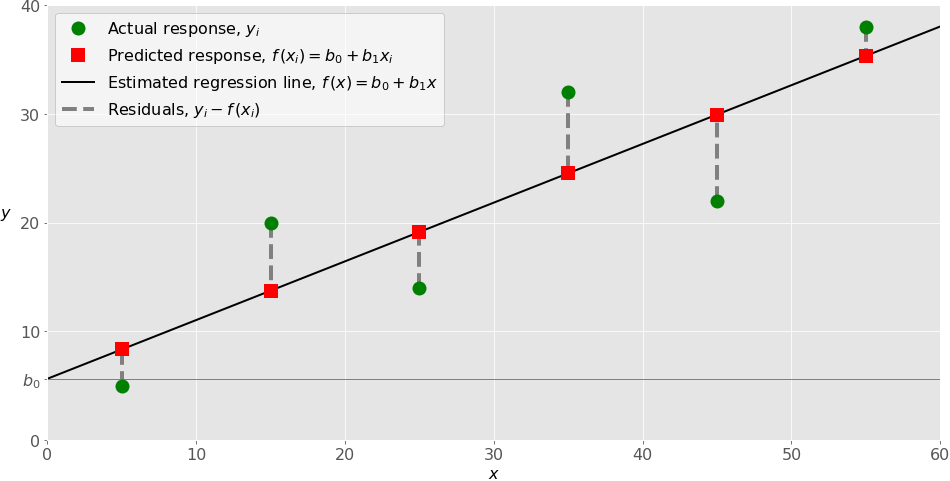 40
Actual response, yᵢ
Predicted response, f(xᵢ) = b₀ + b₁xᵢ
Estimated regression line, f(x) = b₀ + b₁x
Residuals, yᵢ − f(xᵢ)
30
y
20
10
b₀
0
0 10 20 30 40 50 60
x